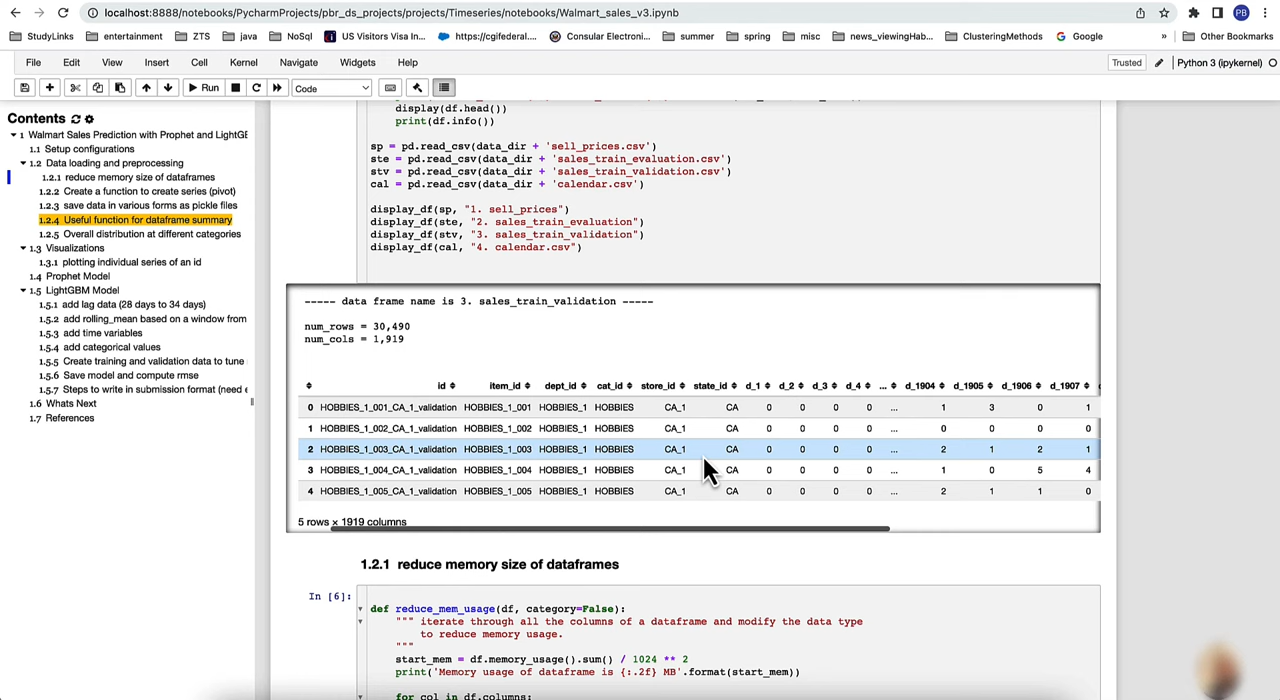 localhost:8888/notebooks/PycharmProjects/pbr_ds_projects/projects/Timeseries/notebooks/Walmart_sales_v3.ipynb
PB
StudyLinks entertainment ZTS java NoSql US Visitors Visa In... https://cgifederal.... Consular Electroni... summer spring misc news_viewingHab... ClusteringMethods Google » Other Bookmarks
File Edit View Insert Cell Kernel Navigate Widgets Help Trusted Python 3 (ipykernel)
Run Code
Contents
1 Walmart Sales Prediction with Prophet and LightGB
1.1 Setup configurations
1.2 Data loading and preprocessing
1.2.1 reduce memory size of dataframes
1.2.2 Create a function to create series (pivot)
1.2.3 save data in various forms as pickle files
1.2.4 Useful function for dataframe summary
1.2.5 Overall distribution at different categories
1.3 Visualizations
1.3.1 plotting individual series of an id
1.4 Prophet Model
1.5 LightGBM Model
1.5.1 add lag data (28 days to 34 days)
1.5.2 add rolling_mean based on a window from
1.5.3 add time variables
1.5.4 add categorical values
1.5.5 Create training and validation data to tune
1.5.6 Save model and compute rmse
1.5.7 Steps to write in submission format (need
1.6 Whats Next
1.7 References
display(df.head())
print(df.info())
sp = pd.read_csv(data_dir + 'sell_prices.csv')
ste = pd.read_csv(data_dir + 'sales_train_evaluation.csv')
stv = pd.read_csv(data_dir + 'sales_train_validation.csv')
cal = pd.read_csv(data_dir + 'calendar.csv')
display_df(sp, "1. sell_prices")
display_df(ste, "2. sales_train_evaluation")
display_df(stv, "3. sales_train_validation")
display_df(cal, "4. calendar.csv")
----- data frame name is 3. sales_train_validation -----
num_rows = 30,490
num_cols = 1,919
id item_id dept_id cat_id store_id state_id d_1 d_2 d_3 d_4 ... d_1904 d_1905 d_1906 d_1907
0 HOBBIES_1_001_CA_1_validation HOBBIES_1_001 HOBBIES_1 HOBBIES CA_1 CA 0 0 0 0 ... 1 3 0 1
1 HOBBIES_1_002_CA_1_validation HOBBIES_1_002 HOBBIES_1 HOBBIES CA_1 CA 0 0 0 0 ... 0 0 0 0
2 HOBBIES_1_003_CA_1_validation HOBBIES_1_003 HOBBIES_1 HOBBIES CA_1 CA 0 0 0 0 ... 2 1 2 1
3 HOBBIES_1_004_CA_1_validation HOBBIES_1_004 HOBBIES_1 HOBBIES CA_1 CA 0 0 0 0 ... 1 0 5 4
4 HOBBIES_1_005_CA_1_validation HOBBIES_1_005 HOBBIES_1 HOBBIES CA_1 CA 0 0 0 0 ... 2 1 1 0
5 rows × 1919 columns
1.2.1 reduce memory size of dataframes
In [6]:
def reduce_mem_usage(df, category=False):
""" iterate through all the columns of a dataframe and modify the data type
to reduce memory usage.
"""
start_mem = df.memory_usage().sum() / 1024 ** 2
print('Memory usage of dataframe is {:.2f} MB'.format(start_mem))
for col in df.columns: